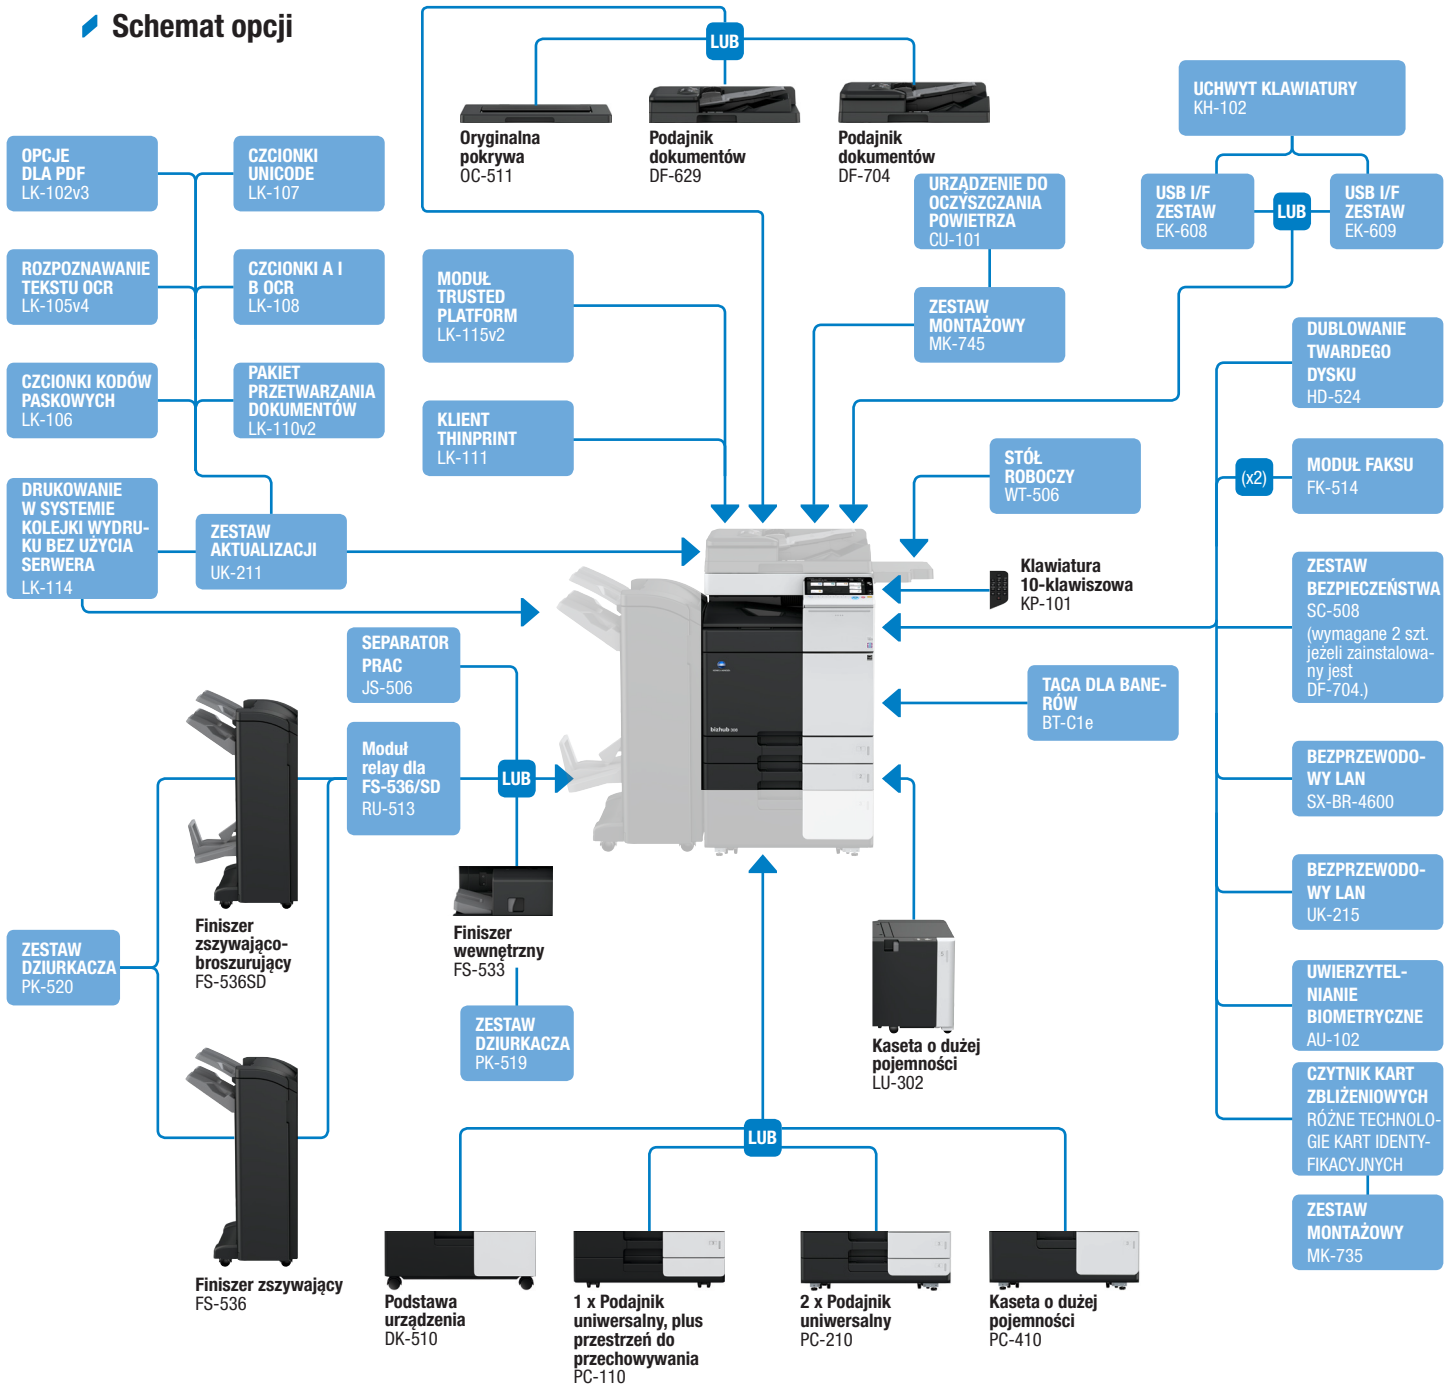 Schemat opcji
LUB
Oryginalna
pokrywa
OC-511
Podajnik
dokumentów
DF-629
Podajnik
dokumentów
DF-704
UCHWYT KLAWIATURY
KH-102
USB I/F
ZESTAW
EK-608
LUB
USB I/F
ZESTAW
EK-609
OPCJE
DLA PDF
LK-102v3
CZCIONKI
UNICODE
LK-107
ROZPOZNAWANIE
TEKSTU OCR
LK-105v4
CZCIONKI A I
B OCR
LK-108
CZCIONKI KODÓW
PASKOWYCH
LK-106
PAKIET
PRZETWARZANIA
DOKUMENTÓW
LK-110v2
DRUKOWANIE
W SYSTEMIE
KOLEJKI WYDRU-
KU BEZ UŻYCIA
SERWERA
LK-114
ZESTAW
AKTUALIZACJI
UK-211
MODUŁ
TRUSTED
PLATFORM
LK-115v2
KLIENT
THINPRINT
LK-111
URZĄDZENIE DO
OCZYSZCZANIA
POWIETRZA
CU-101
ZESTAW
MONTAŻOWY
MK-745
STÓŁ
ROBOCZY
WT-506
Klawiatura
10-klawiszowa
KP-101
TACA DLA BANE-
RÓW
BT-C1e
DUBLOWANIE
TWARDEGO
DYSKU
HD-524
(x2)
MODUŁ FAKSU
FK-514
ZESTAW
BEZPIECZEŃSTWA
SC-508
(wymagane 2 szt.
jeżeli zainstalowa-
ny jest
DF-704.)
BEZPRZEWODO-
WY LAN
SX-BR-4600
BEZPRZEWODO-
WY LAN
UK-215
UWIERZYTEL-
NIANIE
BIOMETRYCZNE
AU-102
CZYTNIK KART
ZBLIŻENIOWYCH
RÓŻNE TECHNOLO-
GIE KART IDENTY-
FIKACYJNYCH
ZESTAW
MONTAŻOWY
MK-735
SEPARATOR
PRAC
JS-506
Moduł
relay dla
FS-536/SD
RU-513
LUB
bizhub
Finiszer
zszywająco-
broszurujący
FS-536SD
Finiszer
wewnętrzny
FS-533
ZESTAW
DZIURKACZA
PK-520
ZESTAW
DZIURKACZA
PK-519
Kaseta o dużej
pojemności
LU-302
Finiszer zszywający
FS-536
LUB
Podstawa
urządzenia
DK-510
1 x Podajnik
uniwersalny, plus
przestrzeń do
przechowywania
PC-110
2 x Podajnik
uniwersalny
PC-210
Kaseta o dużej
pojemności
PC-410